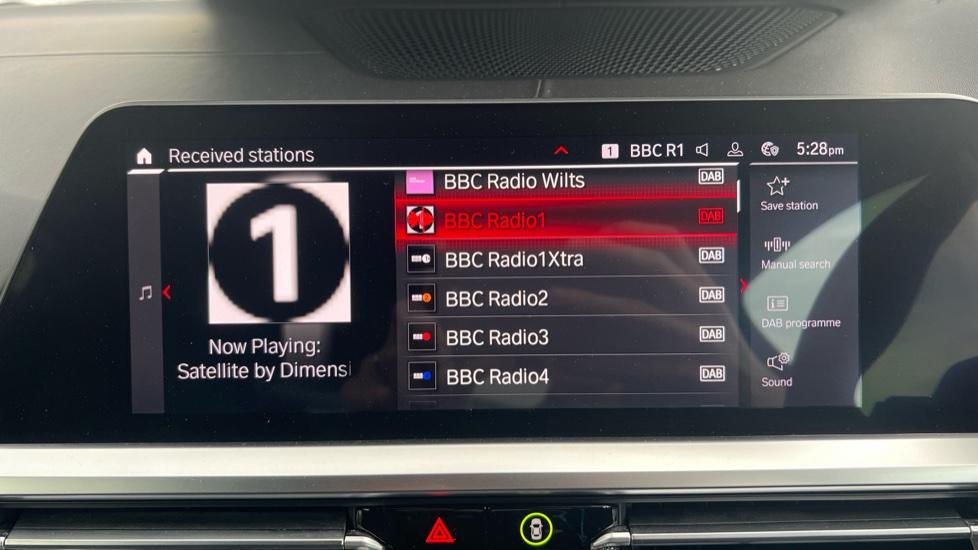 Received stations
1 BBC R1 5:28pm
1
Now Playing:
Satellite by Dimensi
BBC Radio Wilts DAB
BBC Radio1 DAB
BBC Radio1Xtra DAB
BBC Radio2 DAB
BBC Radio3 DAB
BBC Radio4 DAB
Save station
Manual search
DAB programme
Sound